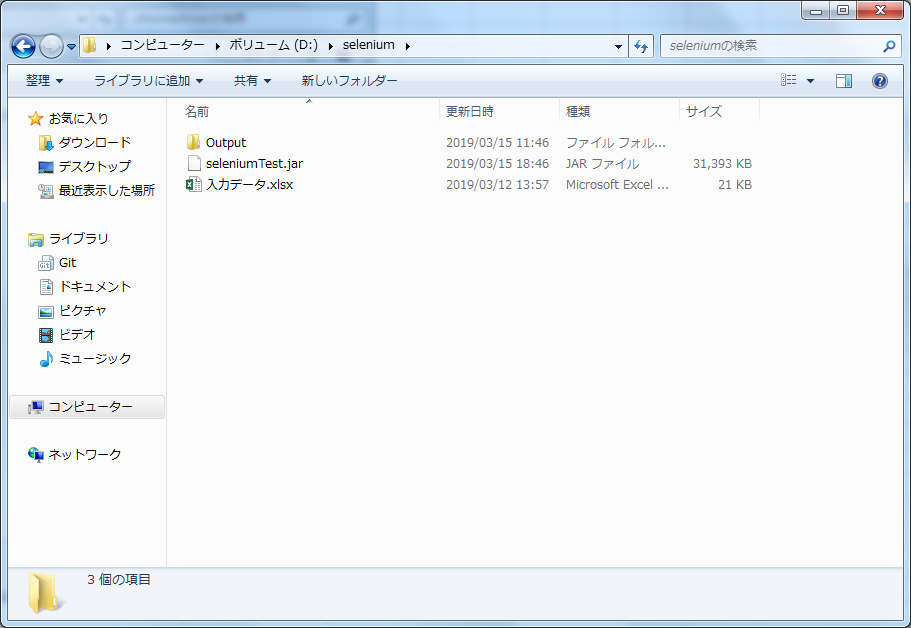 コンピューター ボリューム (D:) selenium seleniumの検索
整理 ライブラリに追加 共有 新しいフォルダー
名前 更新日時 種類 サイズ
お気に入り
ダウンロード
デスクトップ
最近表示した場所
ライブラリ
Git
ドキュメント
ピクチャ
ビデオ
ミュージック
コンピューター
ネットワーク
Output 2019/03/15 11:46 ファイル フォル...
seleniumTest.jar 2019/03/15 18:46 JAR ファイル 31,393 KB
入力データ.xlsx 2019/03/12 13:57 Microsoft Excel ... 21 KB
3 個の項目